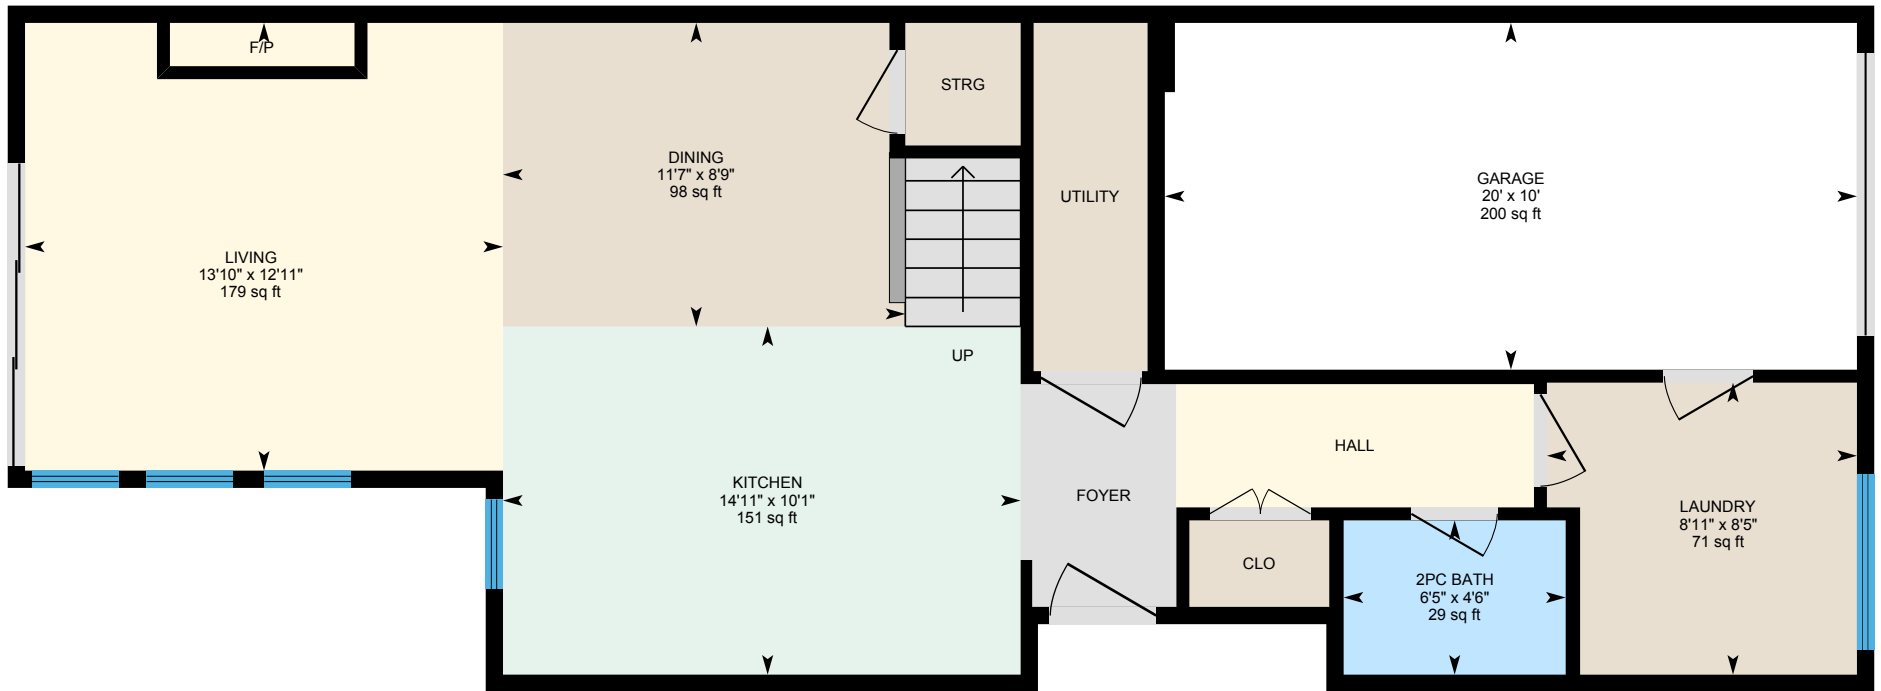 F/P
STRG
DINING
11'7" x 8'9"
98 sq ft
UTILITY
GARAGE
20' x 10'
200 sq ft
LIVING
13'10" x 12'11"
179 sq ft
UP
HALL
KITCHEN
14'11" x 10'1"
151 sq ft
FOYER
LAUNDRY
8'11" x 8'5"
71 sq ft
CLO
2PC BATH
6'5" x 4'6"
29 sq ft